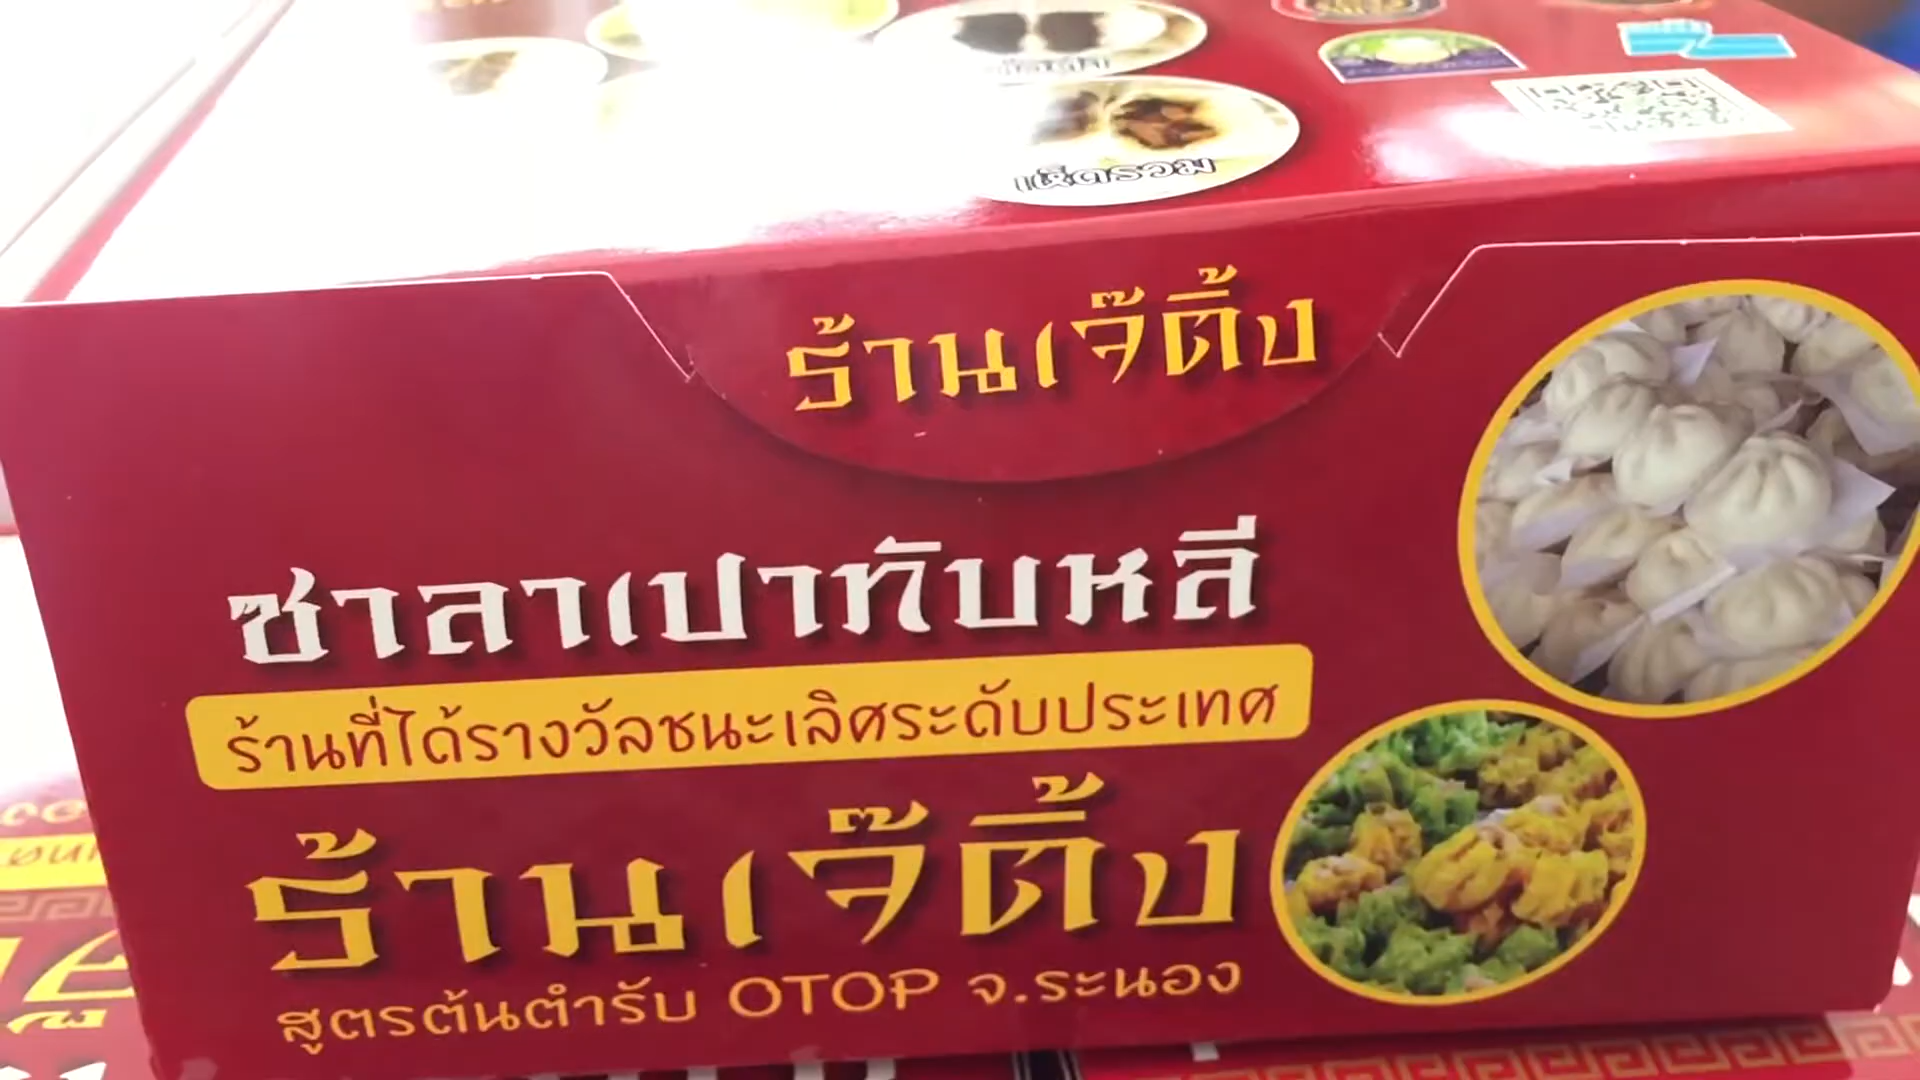 เห็ดรวม
ร้านเจ๊ติ้ง
ซาลาเปาทับหลี
ร้านที่ได้รางวัลชนะเลิศระดับประเทศ
ร้านเจ๊ติ้ง
สูตรต้นตำรับ OTOP จ.ระนอง